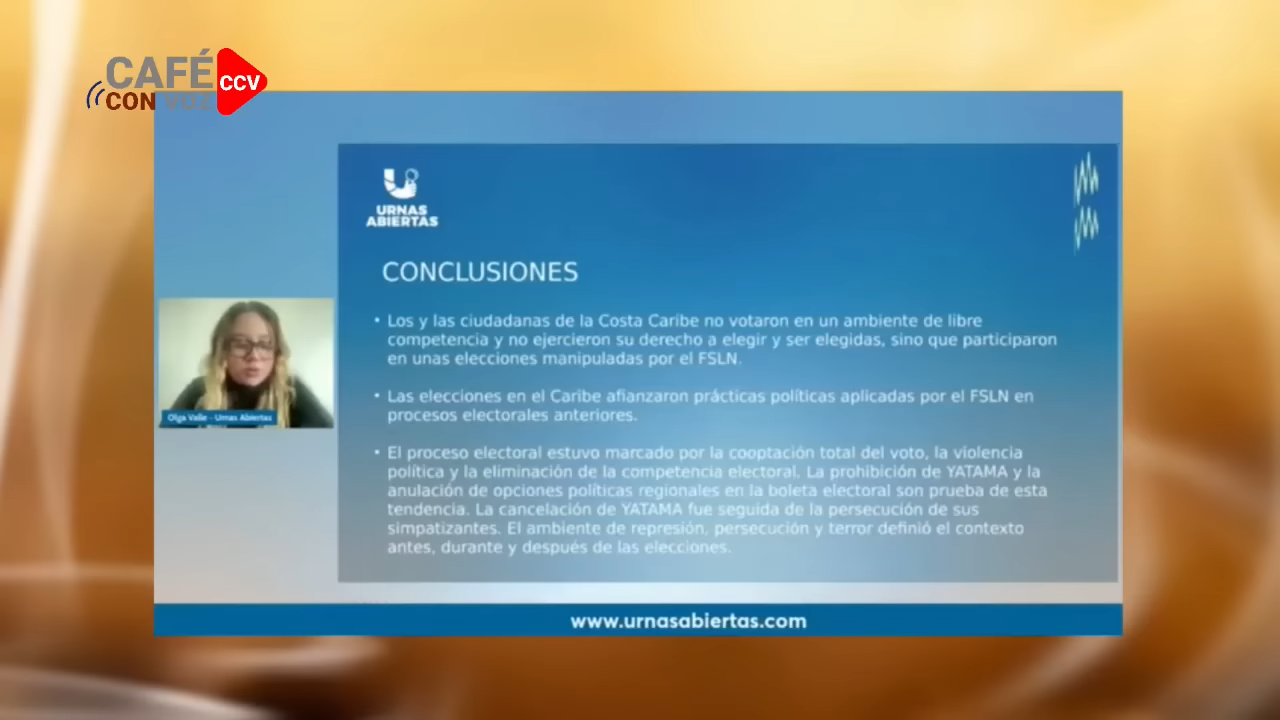 CAFÉ
CON VOZ
CCV
URNAS
ABIERTAS
CONCLUSIONES
• Los y las ciudadanas de la Costa Caribe no votaron en un ambiente de libre
competencia y no ejercieron su derecho a elegir y ser elegidas, sino que participaron
en unas elecciones manipuladas por el FSLN.
• Las elecciones en el Caribe afianzaron prácticas políticas aplicadas por el FSLN en
procesos electorales anteriores.
• El proceso electoral estuvo marcado por la cooptación total del voto, la violencia
política y la eliminación de la competencia electoral. La prohibición de YATAMA y la
anulación de opciones políticas regionales en la boleta electoral son prueba de esta
tendencia. La cancelación de YATAMA fue seguida de la persecución de sus
simpatizantes. El ambiente de represión, persecución y terror definió el contexto
antes, durante y después de las elecciones.
Olga Valle - Urnas Abiertas
www.urnasabiertas.com